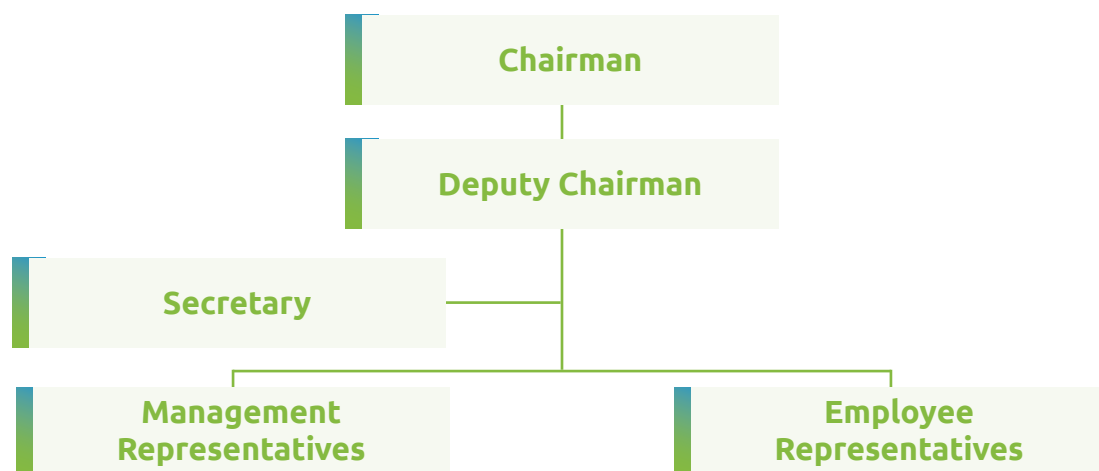 Chairman
Deputy Chairman
Secretary
Management
Representatives
Employee
Representatives